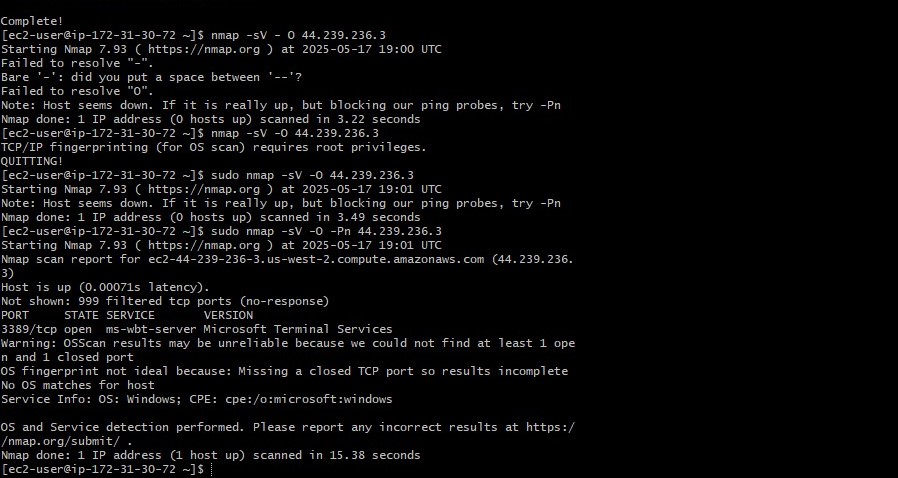 Complete!
[ec2-user@ip-172-31-30-72 ~]$ nmap -sV - O 44.239.236.3
Starting Nmap 7.93 ( https://nmap.org ) at 2025-05-17 19:00 UTC
Failed to resolve "-".
Bare '-': did you put a space between '--'?
Failed to resolve "O".
Note: Host seems down. If it is really up, but blocking our ping probes, try -Pn
Nmap done: 1 IP address (0 hosts up) scanned in 3.22 seconds
[ec2-user@ip-172-31-30-72 ~]$ nmap -sV -O 44.239.236.3
TCP/IP fingerprinting (for OS scan) requires root privileges.
QUITTING!
[ec2-user@ip-172-31-30-72 ~]$ sudo nmap -sV -O 44.239.236.3
Starting Nmap 7.93 ( https://nmap.org ) at 2025-05-17 19:01 UTC
Note: Host seems down. If it is really up, but blocking our ping probes, try -Pn
Nmap done: 1 IP address (0 hosts up) scanned in 3.49 seconds
[ec2-user@ip-172-31-30-72 ~]$ sudo nmap -sV -O -Pn 44.239.236.3
Starting Nmap 7.93 ( https://nmap.org ) at 2025-05-17 19:01 UTC
Nmap scan report for ec2-44-239-236-3.us-west-2.compute.amazonaws.com (44.239.236.
3)
Host is up (0.00071s latency).
Not shown: 999 filtered tcp ports (no-response)
PORT     STATE SERVICE       VERSION
3389/tcp open  ms-wbt-server Microsoft Terminal Services
Warning: OSScan results may be unreliable because we could not find at least 1 ope
n and 1 closed port
OS fingerprint not ideal because: Missing a closed TCP port so results incomplete
No OS matches for host
Service Info: OS: Windows; CPE: cpe:/o:microsoft:windows
OS and Service detection performed. Please report any incorrect results at https:/
/nmap.org/submit/ .
Nmap done: 1 IP address (1 host up) scanned in 15.38 seconds
[ec2-user@ip-172-31-30-72 ~]$